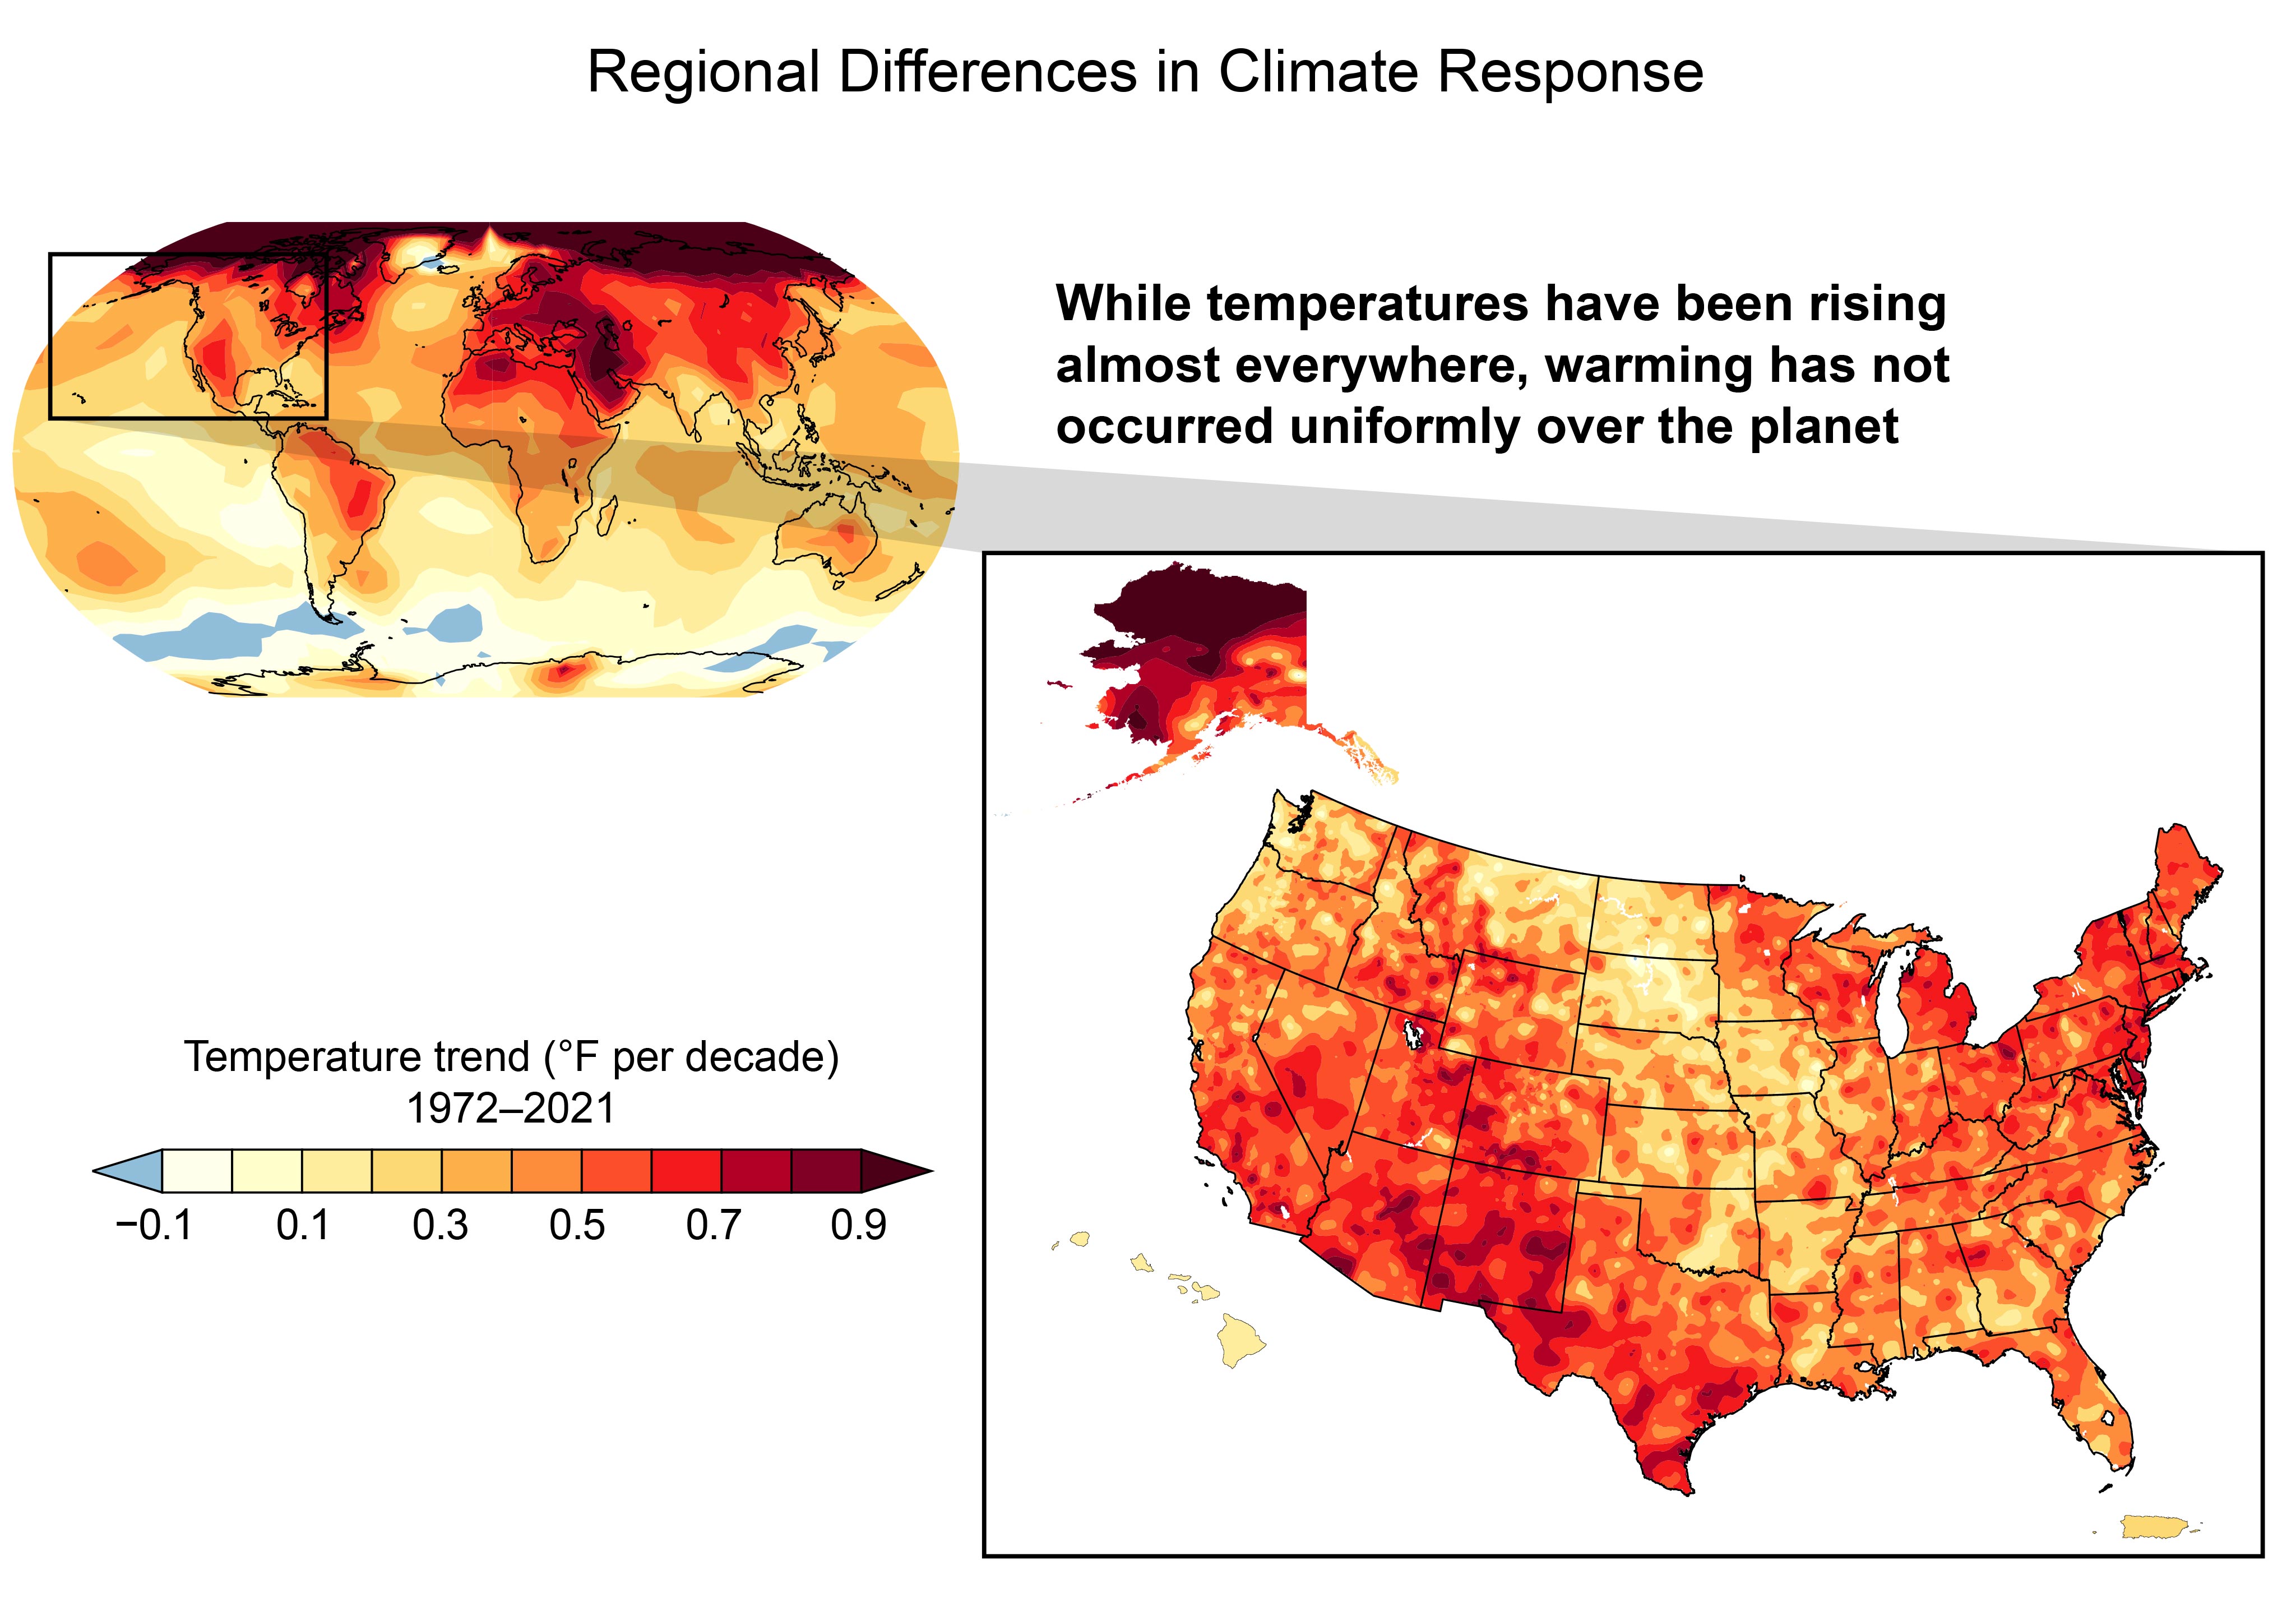 Regional Differences in Climate Response
While temperatures have been rising
almost everywhere, warming has not
occurred uniformly over the planet
Temperature trend (°F per decade)
1972–2021
−0.1 0.1 0.3 0.5 0.7 0.9